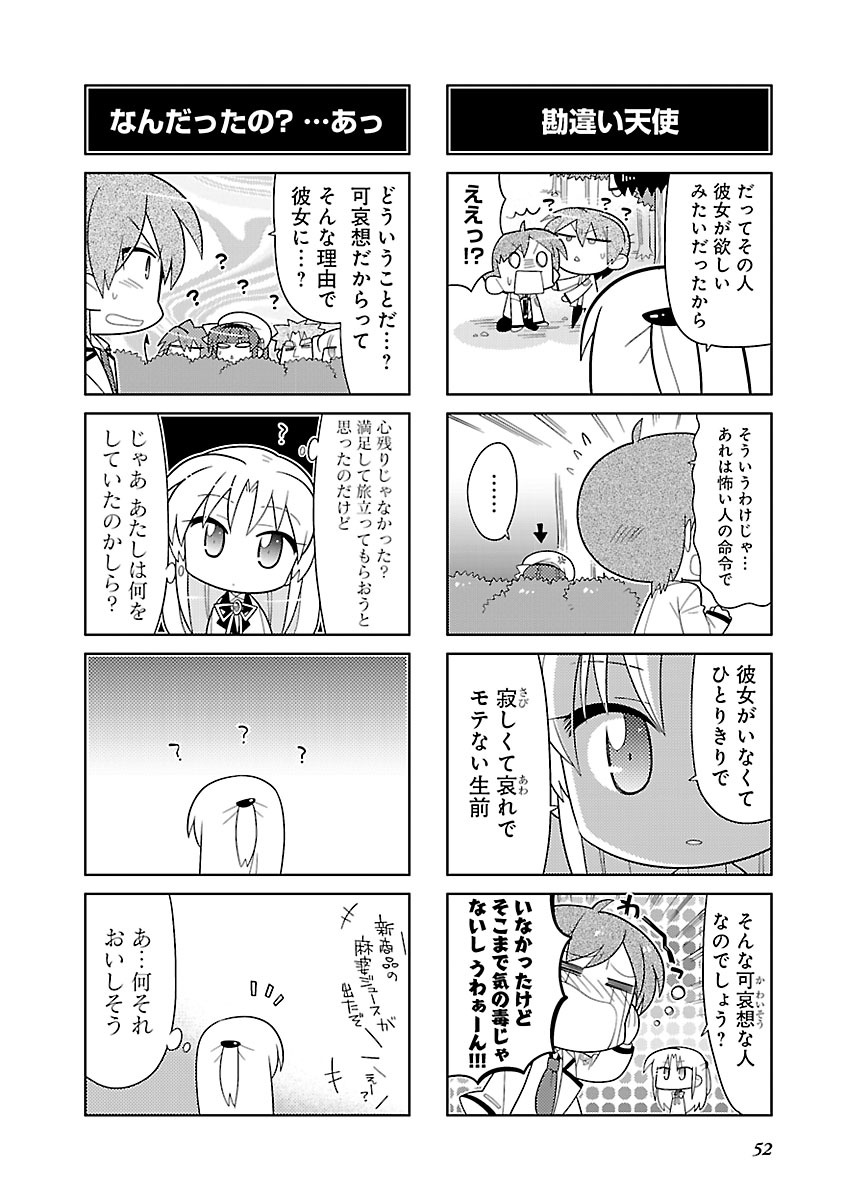 勘違い天使
だってその人
彼女が欲しい
みたいだったから
？
？
？
ええっ!?
そういうわけじゃ…
あれは怖い人の命令で
……
彼女がいなくて
ひとりきりで
寂しくて哀れで
さび
あわ
モテない生前
そんな可哀想な人
かわいそう
なのでしょう？
いなかったけど
そこまで気の毒じゃ
ないし うわぁーん!!!
なんだったの？ …あっ
どういうことだ…？
可哀想だからって
そんな理由で
彼女に…？
？
？
？
？
心残りじゃなかった？
満足して旅立ってもらおうと
思ったのだけど
？
じゃあ あたしは何を
していたのかしら？
？
？
？
新商品の
麻婆ジュースが
出たぞ
えー？
あ…何それ
おいしそう
52